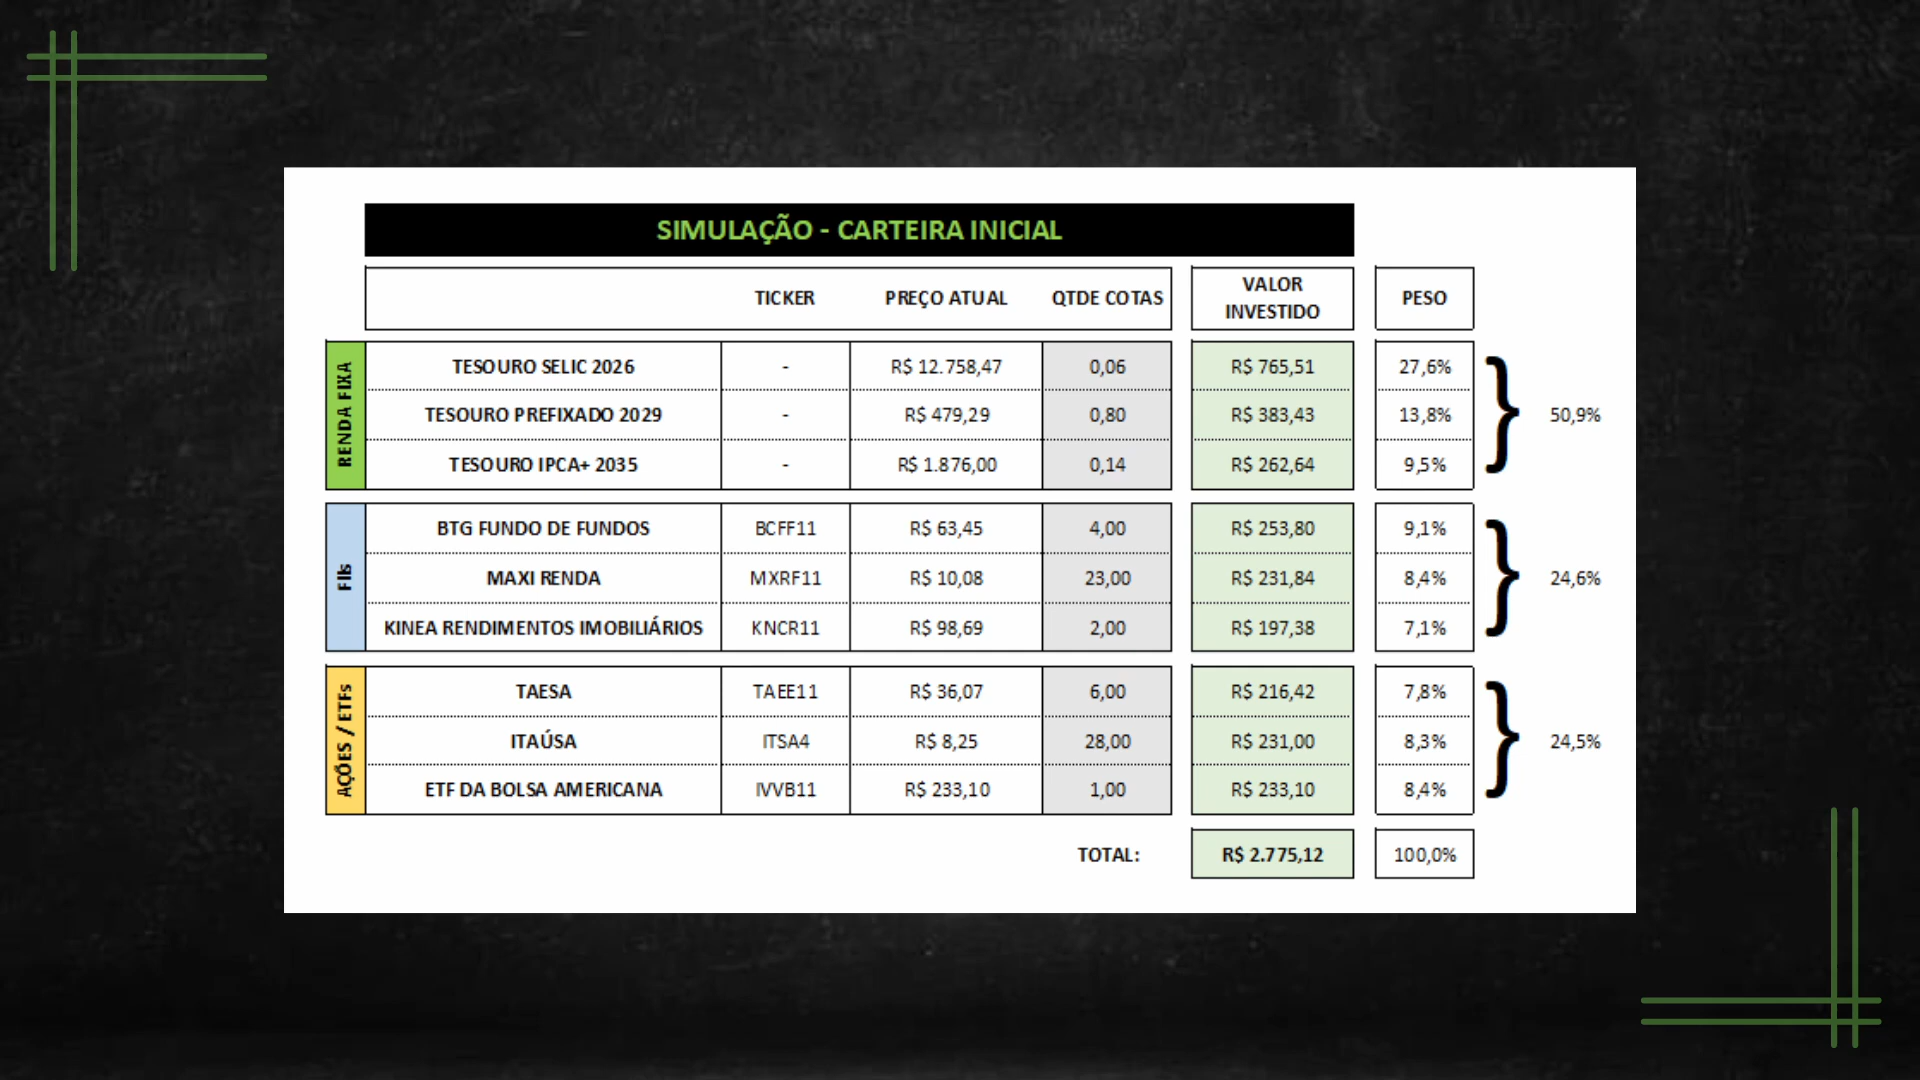 SIMULAÇÃO - CARTEIRA INICIAL
TICKER PREÇO ATUAL QTDE COTAS VALOR INVESTIDO PESO
RENDA FIXA
TESOURO SELIC 2026 - R$ 12.758,47 0,06 R$ 765,51 27,6%
TESOURO PREFIXADO 2029 - R$ 479,29 0,80 R$ 383,43 13,8% 50,9%
TESOURO IPCA+ 2035 - R$ 1.876,00 0,14 R$ 262,64 9,5%
FIIs
BTG FUNDO DE FUNDOS BCFF11 R$ 63,45 4,00 R$ 253,80 9,1%
MAXI RENDA MXRF11 R$ 10,08 23,00 R$ 231,84 8,4% 24,6%
KINEA RENDIMENTOS IMOBILIÁRIOS KNCR11 R$ 98,69 2,00 R$ 197,38 7,1%
AÇÕES / ETFs
TAESA TAEE11 R$ 36,07 6,00 R$ 216,42 7,8%
ITAÚSA ITSA4 R$ 8,25 28,00 R$ 231,00 8,3% 24,5%
ETF DA BOLSA AMERICANA IVVB11 R$ 233,10 1,00 R$ 233,10 8,4%
TOTAL: R$ 2.775,12 100,0%